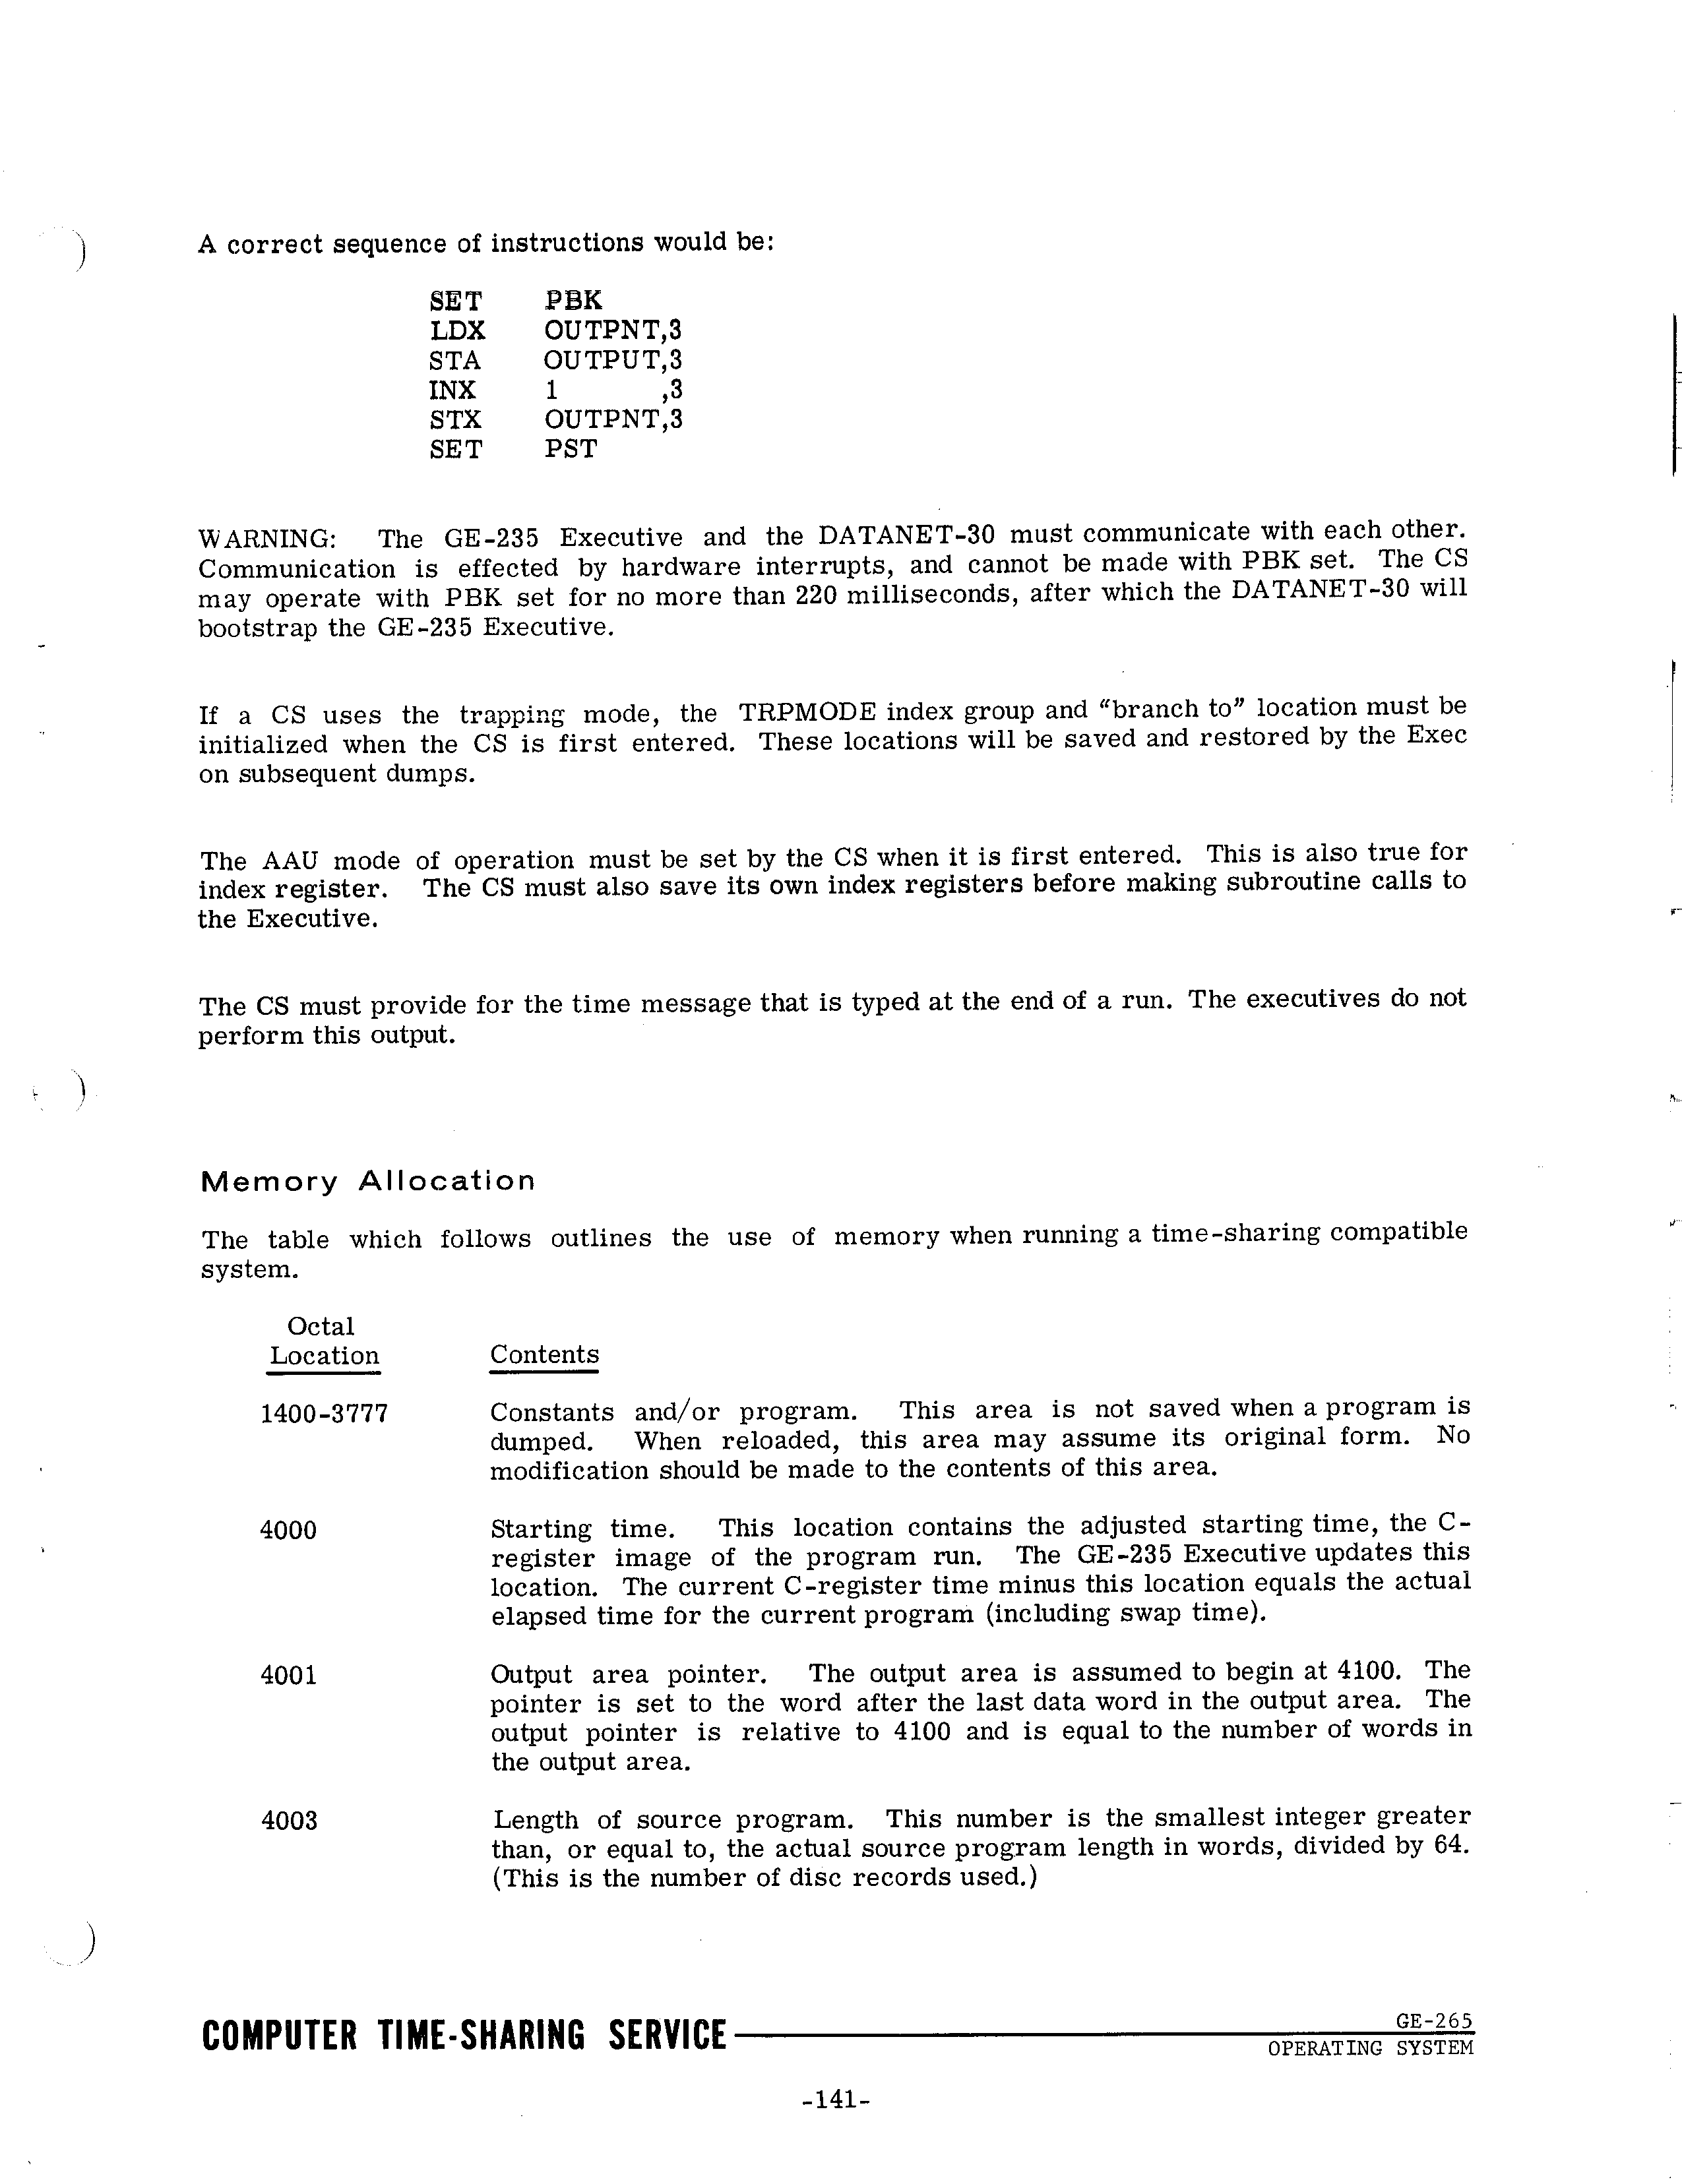 A correct sequence of instructions would be:
SET PBK
LDX OUTPNT,3
STA OUTPUT,3
INX 1 ,3
STX OUTPNT,3
SET PST
WARNING: The GE-235 Executive and the DATANET-30 must communicate with each other.
Communication is effected by hardware interrupts, and cannot be made with PBK set. The CS
may operate with PBK set for no more than 220 milliseconds, after which the DATANET-30 will
bootstrap the GE-235 Executive.
If a CS uses the trapping mode, the TRPMODE index group and “branch to” location must be
initialized when the CS is first entered. These locations will be saved and restored by the Exec
on subsequent dumps.
The AAU mode of operation must be set by the CS when it is first entered. This is also true for
index register. The CS must also save its own index registers before making subroutine calls to
the Executive.
The CS must provide for the time message that is typed at the end of a run. The executives do not
perform this output.
Memory Allocation
The table which follows outlines the use of memory when running a time-sharing compatible
system.
Octal
Location Contents
1400-3777 Constants and/or program. This area is not saved when a program is
dumped. When reloaded, this area may assume its original form. No
modification should be made to the contents of this area.
4000 Starting time. This location contains the adjusted starting time, the C-
register image of the program run. The GE-235 Executive updates this
location. The current C-register time minus this location equals the actual
elapsed time for the current program (including swap time).
4001 Output area pointer. The output area is assumed to begin at 4100. The
pointer is set to the word after the last data word in the output area. The
output pointer is relative to 4100 and is equal to the number of words in
the output area.
4003 Length of source program. This number is the smallest integer greater
than, or equal to, the actual source program length in words, divided by 64.
(This is the number of disc records used.)
COMPUTER TIME-SHARING SERVICE GE-265
OPERATING SYSTEM
-141-